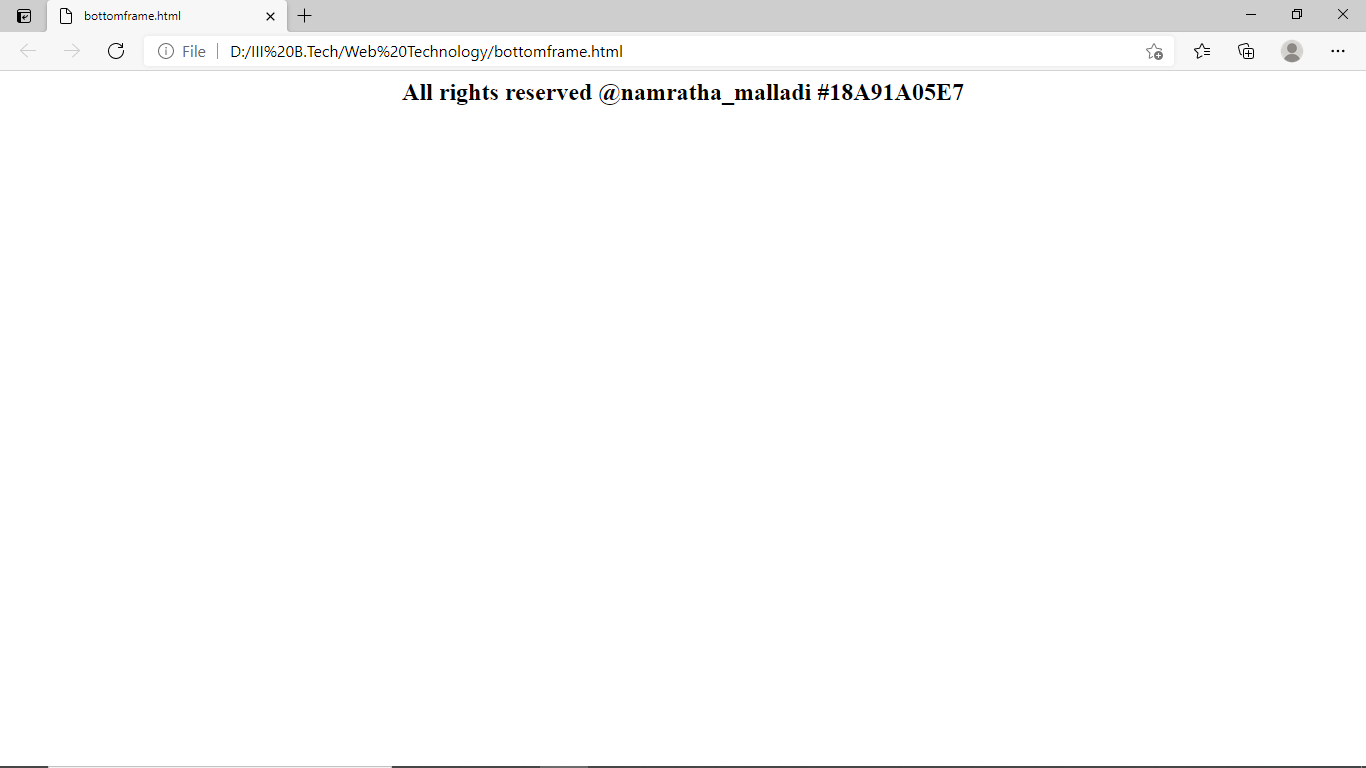 bottomframe.html
File
D:/III%20B.Tech/Web%20Technology/bottomframe.html
All rights reserved @namratha_malladi #18A91A05E7